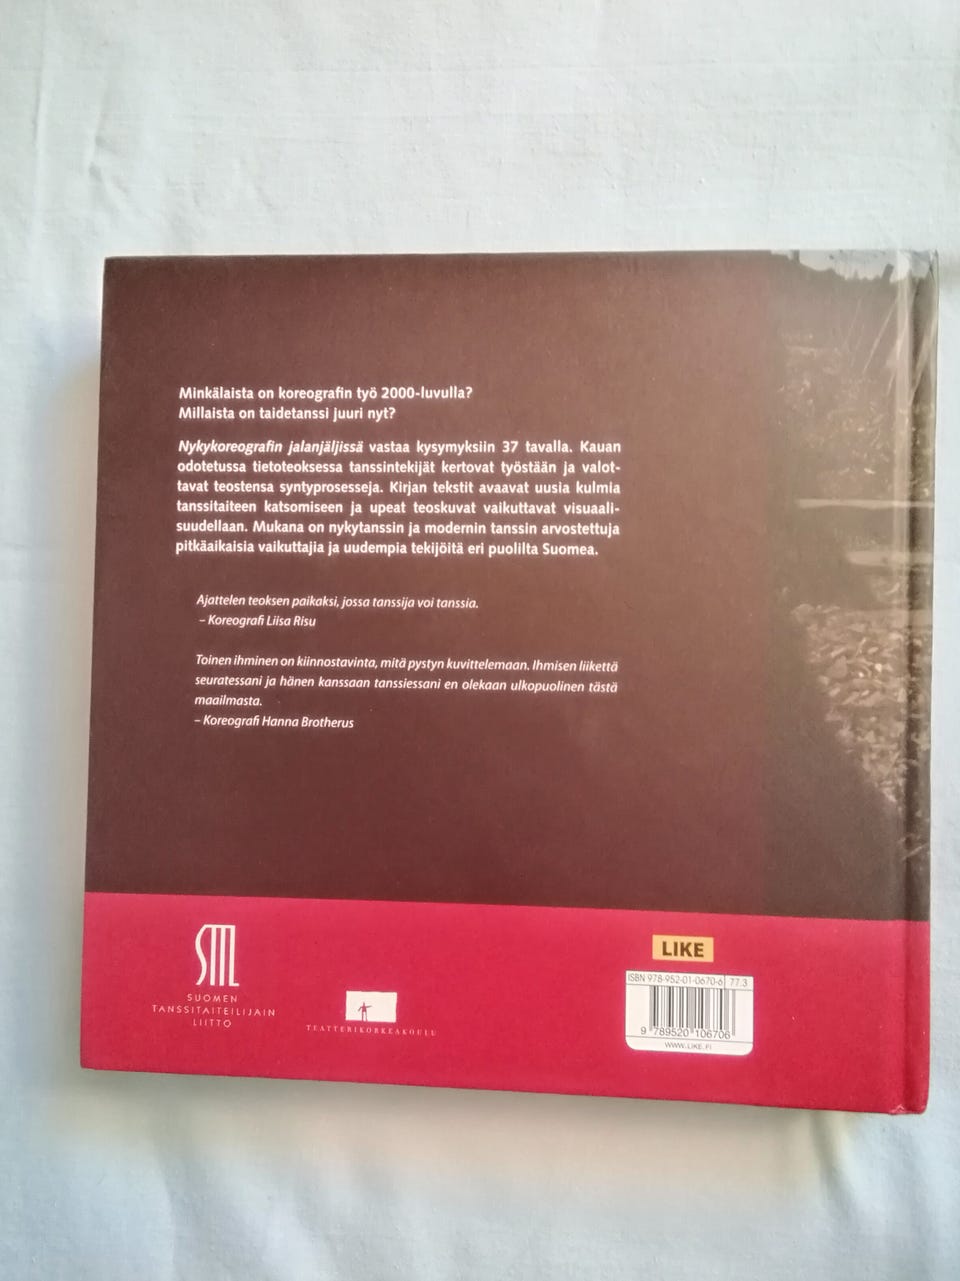 Minkälaista on koreografin työ 2000-luvulla?
Millaista on taidetanssi juuri nyt?
Nykykoreografin jalanjäljissä vastaa kysymyksiin 37 tavalla. Kauan
odotetussa tietoteoksessa tanssintekijät kertovat työstään ja valot-
tavat teostensa syntyprosesseja. Kirjan tekstit avaavat uusia kulmia
tanssitaiteen katsomiseen ja upeat teoskuvat vaikuttavat visuaali-
suudellaan. Mukana on nykytanssin ja modernin tanssin arvostettuja
pitkäaikaisia vaikuttajia ja uudempia tekijöitä eri puolilta Suomea.
Ajattelen teoksen paikaksi, jossa tanssija voi tanssia.
– Koreografi Liisa Risu
Toinen ihminen on kiinnostavinta, mitä pystyn kuvittelemaan. Ihmisen liikettä
seuratessani ja hänen kanssaan tanssiessani en olekaan ulkopuolinen tästä
maailmasta.
– Koreografi Hanna Brotherus
STTL
SUOMEN
TANSSITAITEILIJAIN
LIITTO
TEATTERIKORKEAKOULU
LIKE
ISBN 978-952-01-0670-6 77.3
9 789520 106706
WWW.LIKE.FI